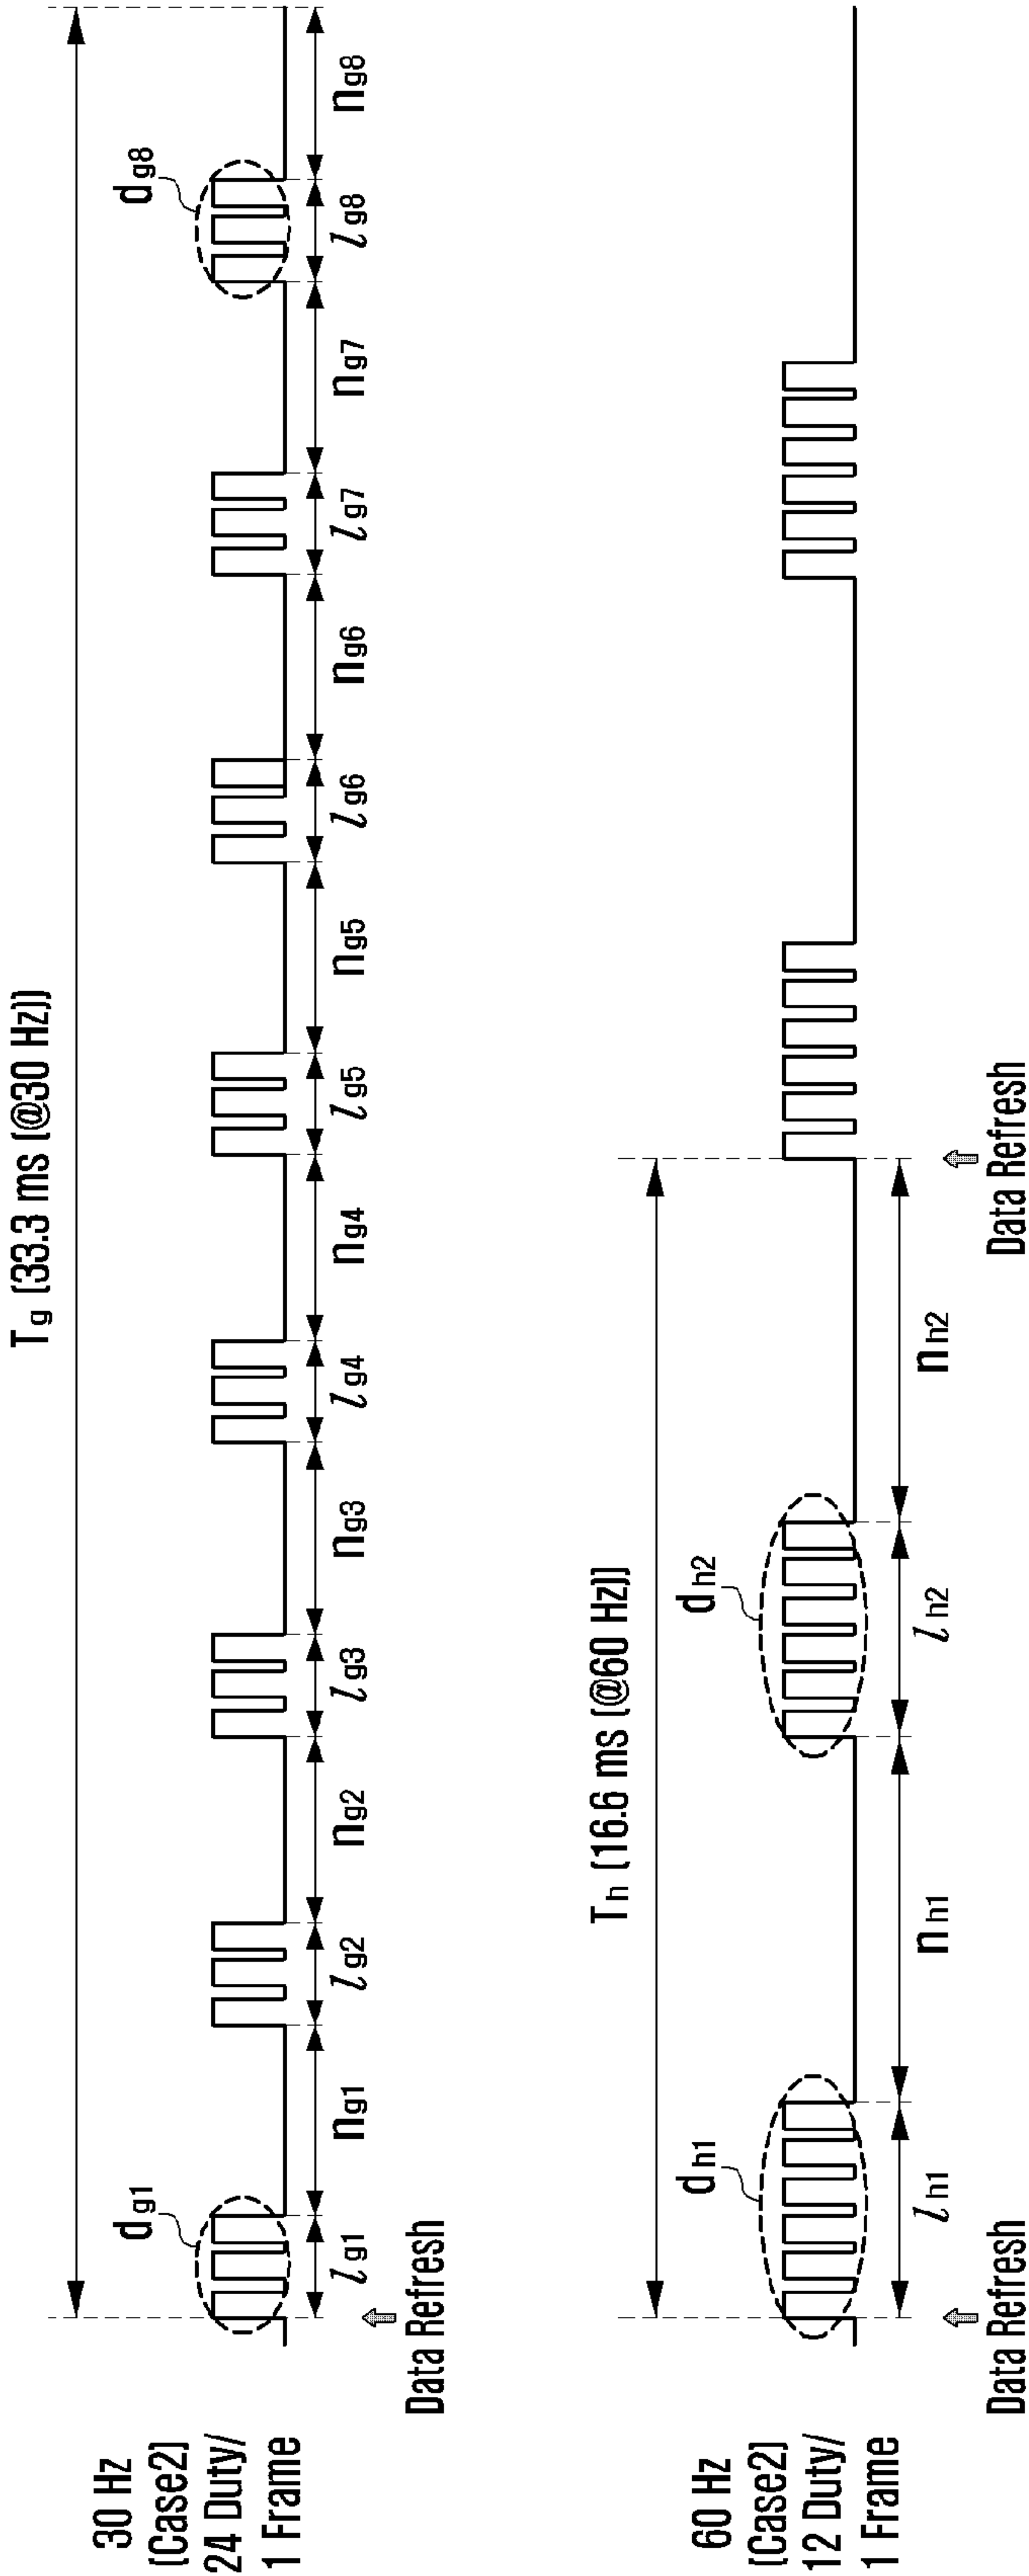 30 Hz
(Case2)
24 Duty/
1 Frame
Tg (33.3 ms (@30 Hz))
dg1
dg8
lg1
ng1
lg2
ng2
lg3
ng3
lg4
ng4
lg5
ng5
lg6
ng6
lg7
ng7
lg8
ng8
Data Refresh
60 Hz
(Case2)
12 Duty/
1 Frame
Th (16.6 ms (@60 Hz))
dh1
dh2
lh1
nh1
lh2
nh2
Data Refresh
Data Refresh